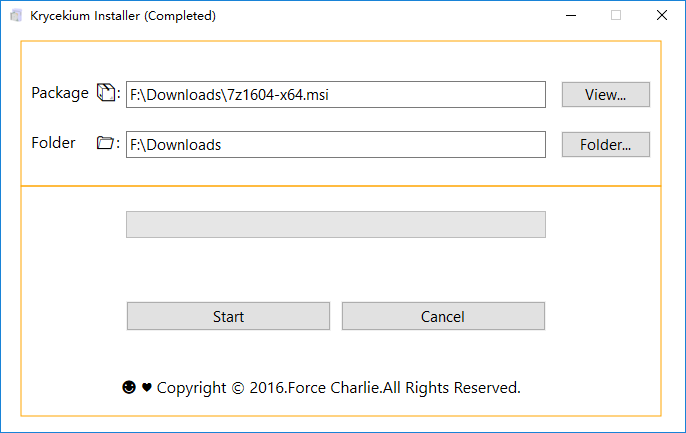 Krycekium Installer (Completed)
Package : F:\Downloads\7z1604-x64.msi View...
Folder : F:\Downloads Folder...
Start Cancel
☻ ♥ Copyright © 2016.Force Charlie.All Rights Reserved.